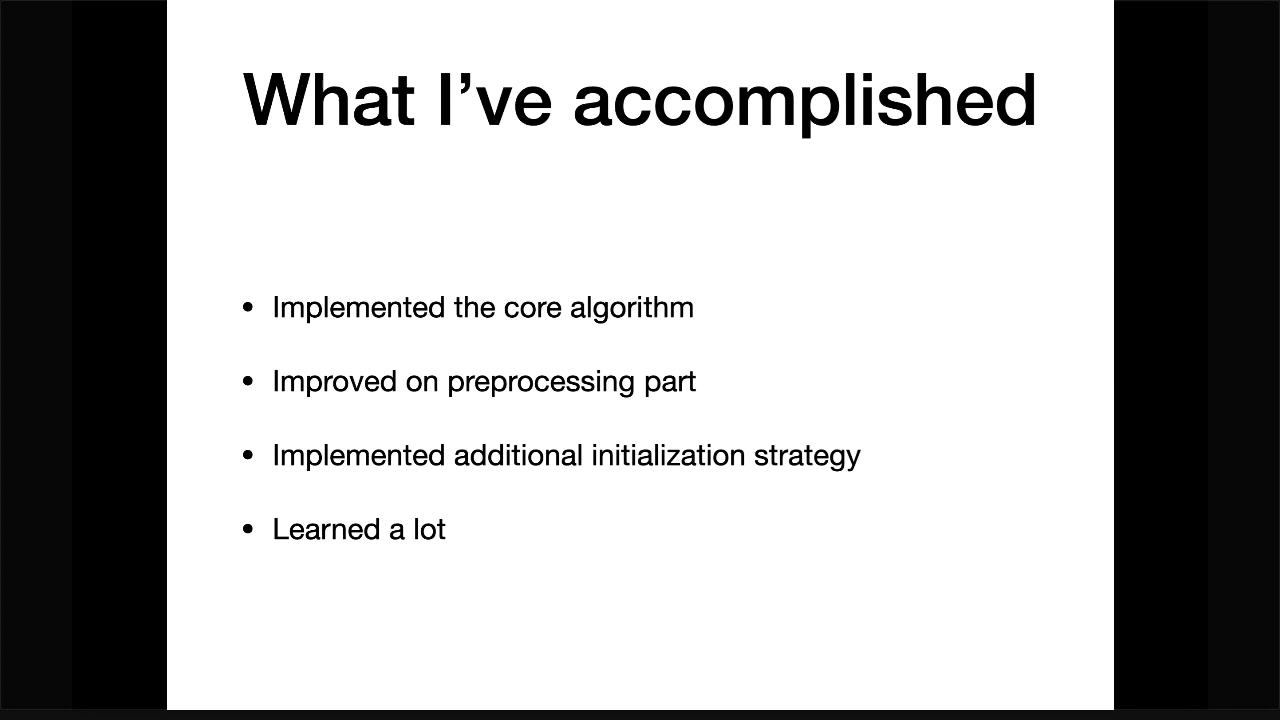 What I’ve accomplished
• Implemented the core algorithm
• Improved on preprocessing part
• Implemented additional initialization strategy
• Learned a lot